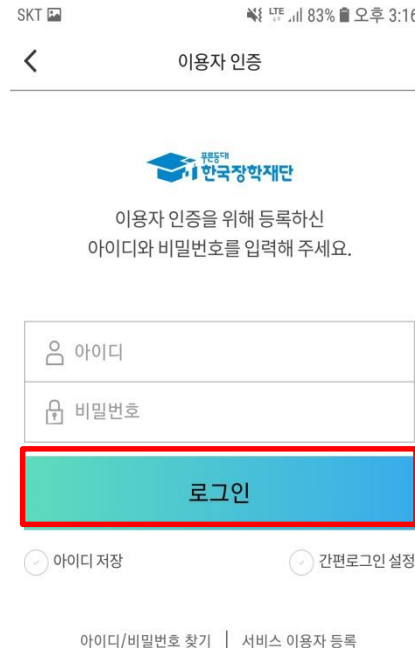 SKT LTE 83% 오후 3:16
이용자 인증
푸른등대
한국장학재단
이용자 인증을 위해 등록하신
아이디와 비밀번호를 입력해 주세요.
아이디
비밀번호
로그인
아이디 저장 간편로그인 설정
아이디/비밀번호 찾기 | 서비스 이용자 등록